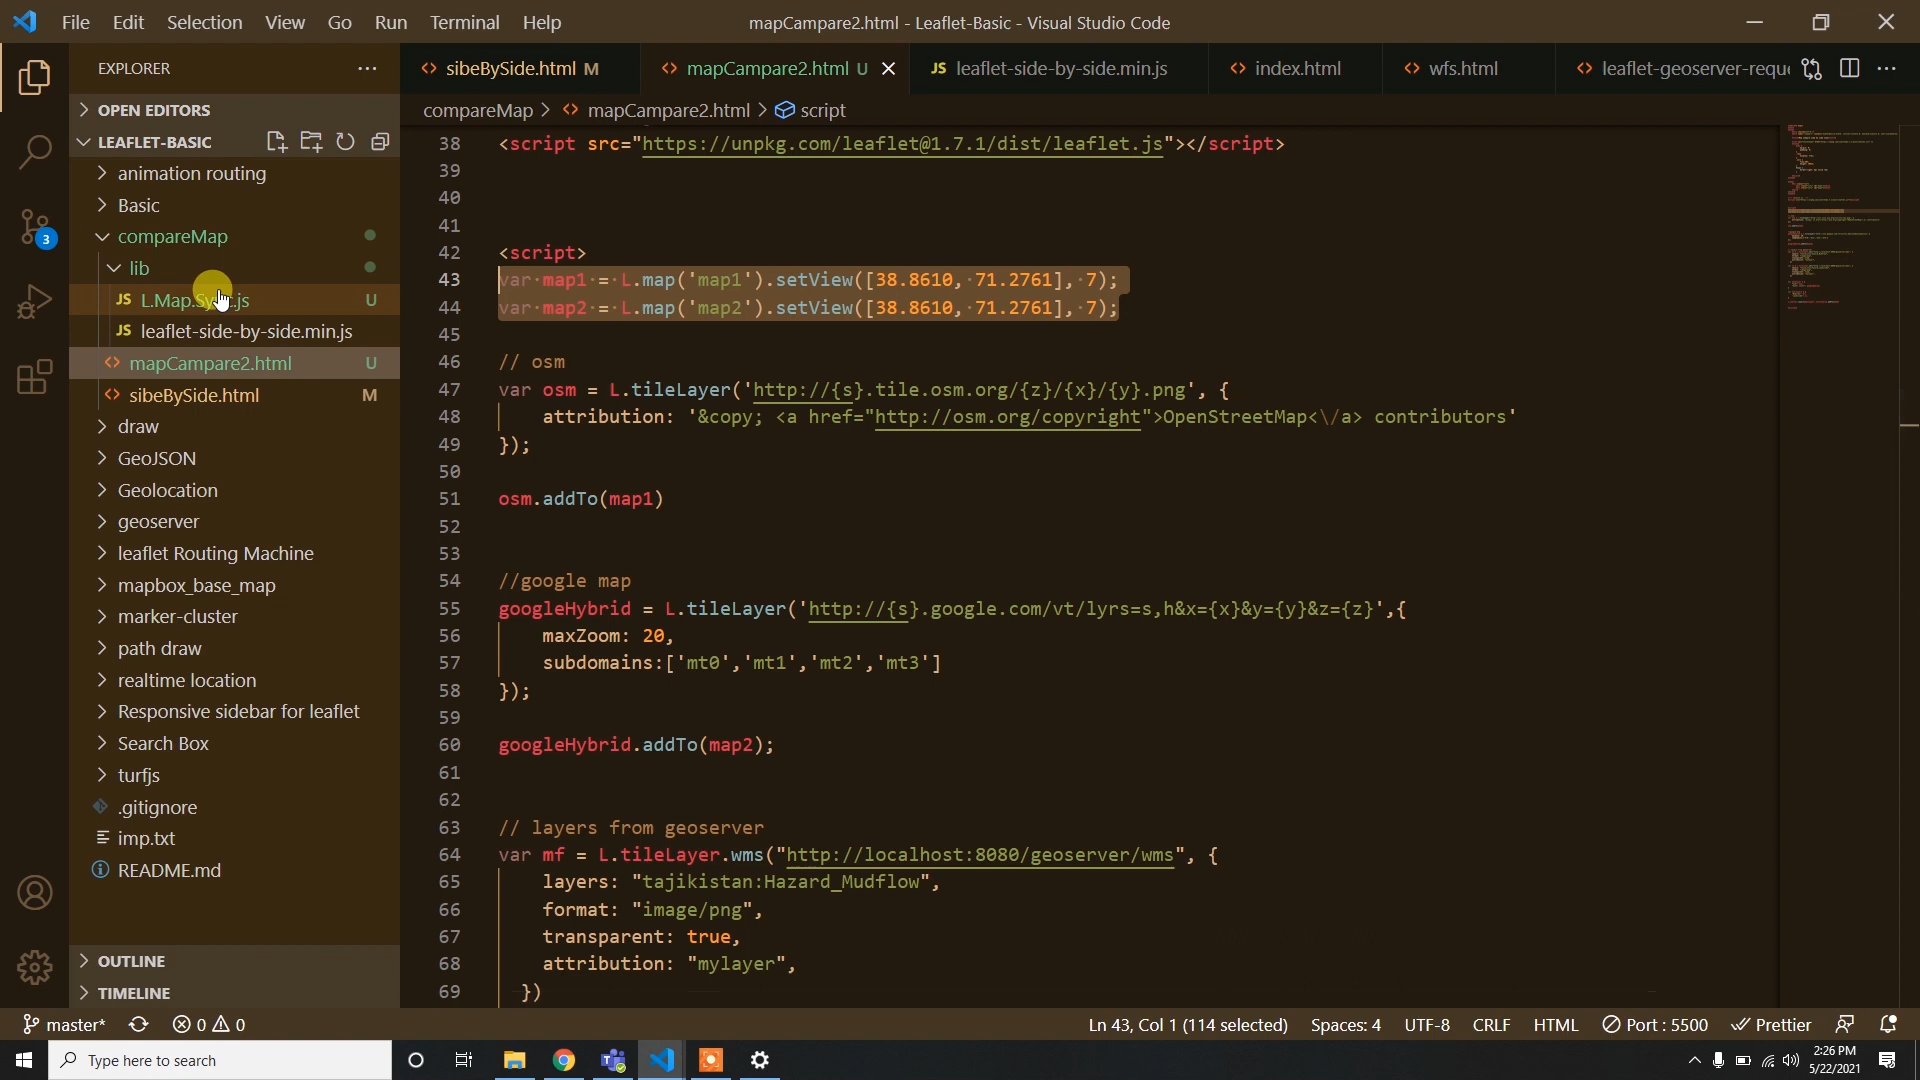 File Edit Selection View Go Run Terminal Help
mapCampare2.html - Leaflet-Basic - Visual Studio Code
EXPLORER
OPEN EDITORS
LEAFLET-BASIC
animation routing
Basic
compareMap
lib
JS L.Map.Sync.js U
JS leaflet-side-by-side.min.js
mapCampare2.html U
sibeBySide.html M
draw
GeoJSON
Geolocation
geoserver
leaflet Routing Machine
mapbox_base_map
marker-cluster
path draw
realtime location
Responsive sidebar for leaflet
Search Box
turfjs
.gitignore
imp.txt
README.md
OUTLINE
TIMELINE
3
sibeBySide.html M
mapCampare2.html U
JS leaflet-side-by-side.min.js
index.html
wfs.html
leaflet-geoserver-reque
compareMap > mapCampare2.html > script
38 <script src="https://unpkg.com/leaflet@1.7.1/dist/leaflet.js"></script>
39
40
41
42 <script>
43 var map1 = L.map('map1').setView([38.8610, 71.2761], 7);
44 var map2 = L.map('map2').setView([38.8610, 71.2761], 7);
45
46 // osm
47 var osm = L.tileLayer('http://{s}.tile.osm.org/{z}/{x}/{y}.png', {
48 attribution: '&copy; <a href="http://osm.org/copyright">OpenStreetMap<\/a> contributors'
49 });
50
51 osm.addTo(map1)
52
53
54 //google map
55 googleHybrid = L.tileLayer('http://{s}.google.com/vt/lyrs=s,h&x={x}&y={y}&z={z}',{
56 maxZoom: 20,
57 subdomains:['mt0','mt1','mt2','mt3']
58 });
59
60 googleHybrid.addTo(map2);
61
62
63 // layers from geoserver
64 var mf = L.tileLayer.wms("http://localhost:8080/geoserver/wms", {
65 layers: "tajikistan:Hazard_Mudflow",
66 format: "image/png",
67 transparent: true,
68 attribution: "mylayer",
69 })
master* 0 0
Ln 43, Col 1 (114 selected) Spaces: 4 UTF-8 CRLF HTML Port : 5500 Prettier
Type here to search
2:26 PM
5/22/2021